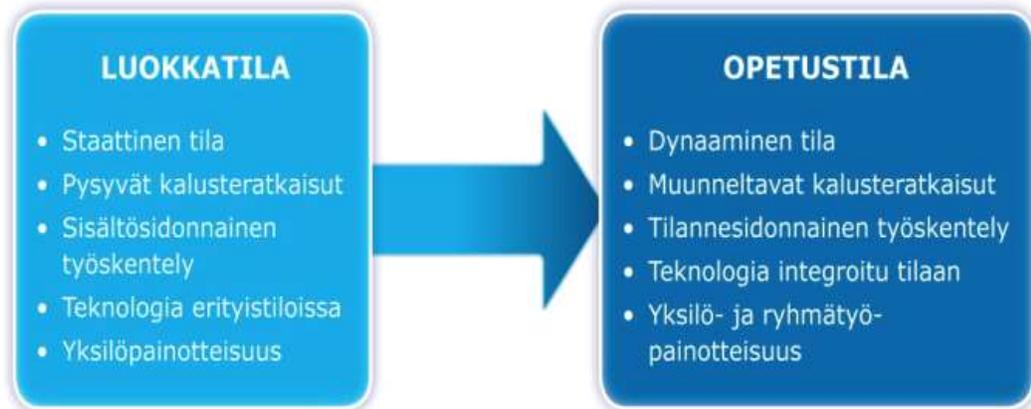 LUOKKATILA
• Staattinen tila
• Pysyvät kalusteratkaisut
• Sisältösidonnainen
työskentely
• Teknologia erityistiloissa
• Yksilöpainotteisuus
OPETUSTILA
• Dynaaminen tila
• Muunneltavat kalusteratkaisut
• Tilannesidonnainen työskentely
• Teknologia integroitu tilaan
• Yksilö- ja ryhmätyö-
painotteisuus